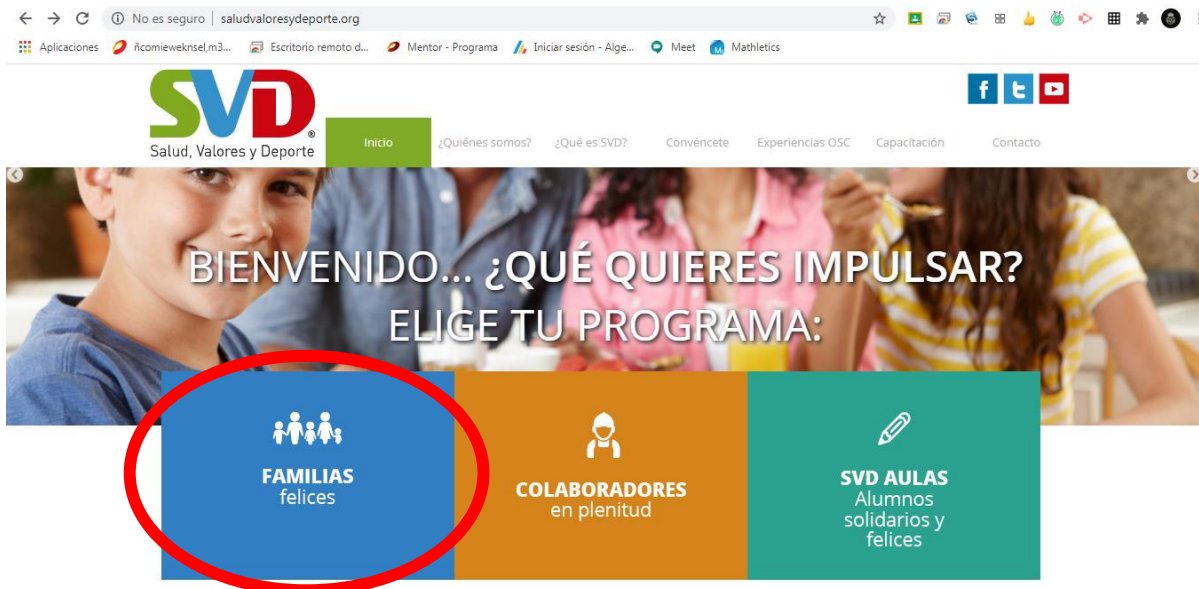 No es seguro | saludvaloresydeporte.org
Aplicaciones ñcomieweknsel,m3... Escritorio remoto d... Mentor - Programa Iniciar sesión - Alge... Meet Mathletics
SVD®
Salud, Valores y Deporte
f t
Inicio ¿Quiénes somos? ¿Qué es SVD? Convéncete Experiencias OSC Capacitación Contacto
BIENVENIDO... ¿QUÉ QUIERES IMPULSAR?
ELIGE TU PROGRAMA:
FAMILIAS
felices
COLABORADORES
en plenitud
SVD AULAS
Alumnos
solidarios y
felices